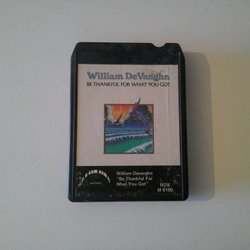 William DeVaughn
BE THANKFUL FOR WHAT YOU GOT
William Devaughn
"Be Thankful For
What You Got"
ROX
M 8100